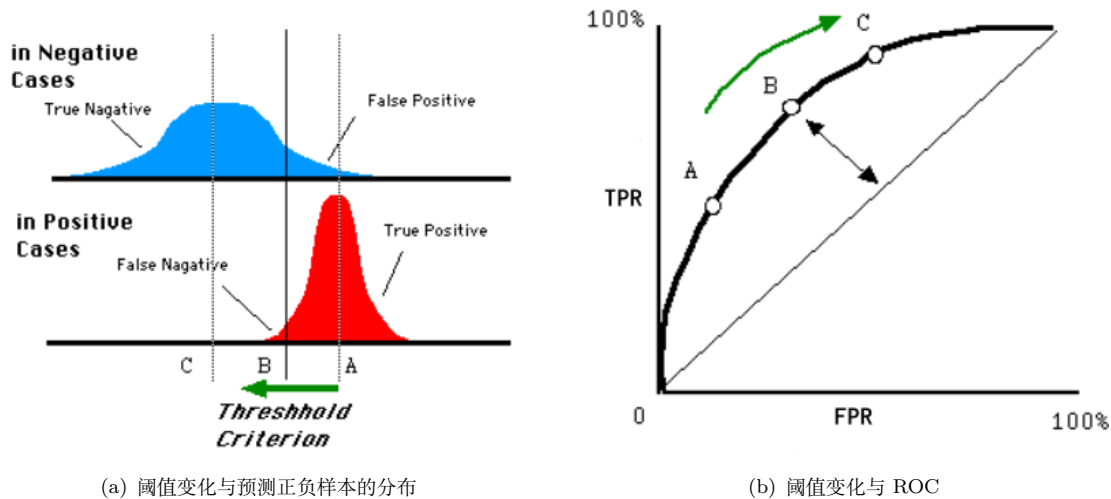 in Negative
Cases
True Nagative
False Positive
in Positive
Cases
True Positive
False Nagative
C
B
A
Threshhold
Criterion
(a) 阈值变化与预测正负样本的分布
100%
C
B
A
TPR
0
FPR
100%
(b) 阈值变化与 ROC